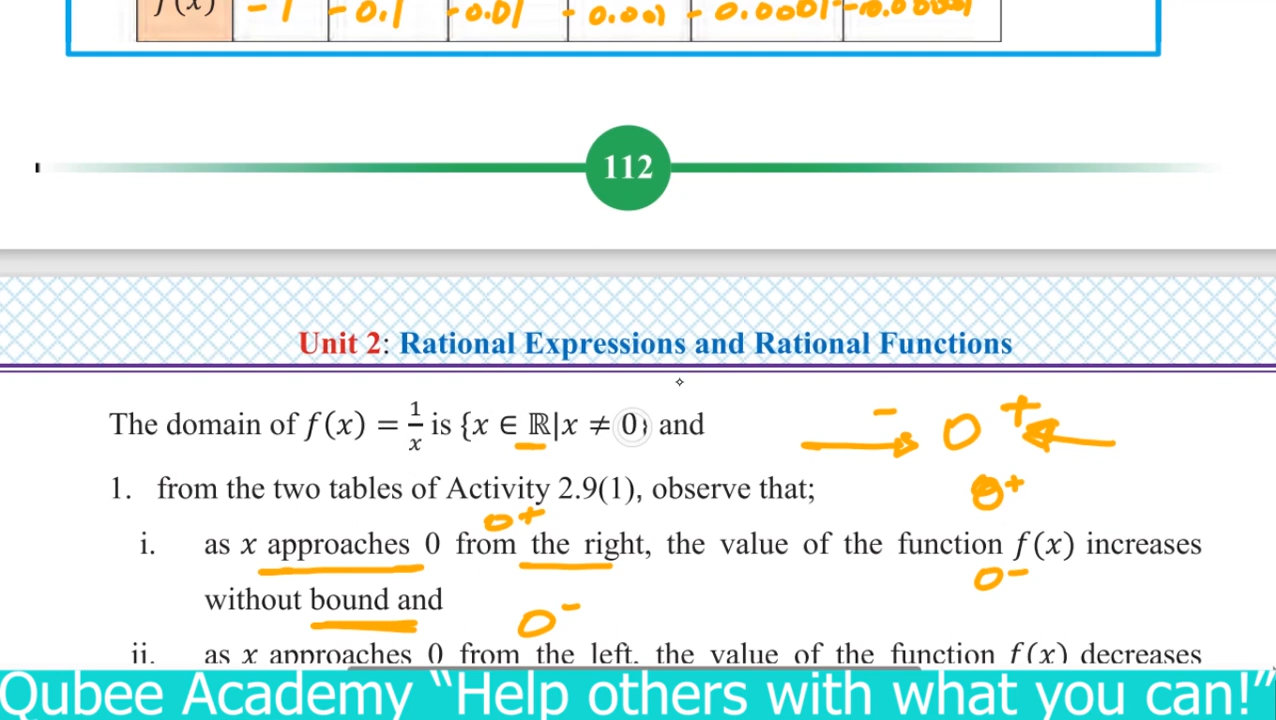 f(x) -1 -0.1 -0.01 -0.001 -0.0001
112
Unit 2: Rational Expressions and Rational Functions
The domain of f(x) = 1/x is {x ∈ ℝ|x ≠ 0} and
- 0 +
1. from the two tables of Activity 2.9(1), observe that;
0+
0+
i. as x approaches 0 from the right, the value of the function f(x) increases
0-
without bound and
0-
ii. as x approaches 0 from the left, the value of the function f(x) decreases
Qubee Academy “Help others with what you can!”